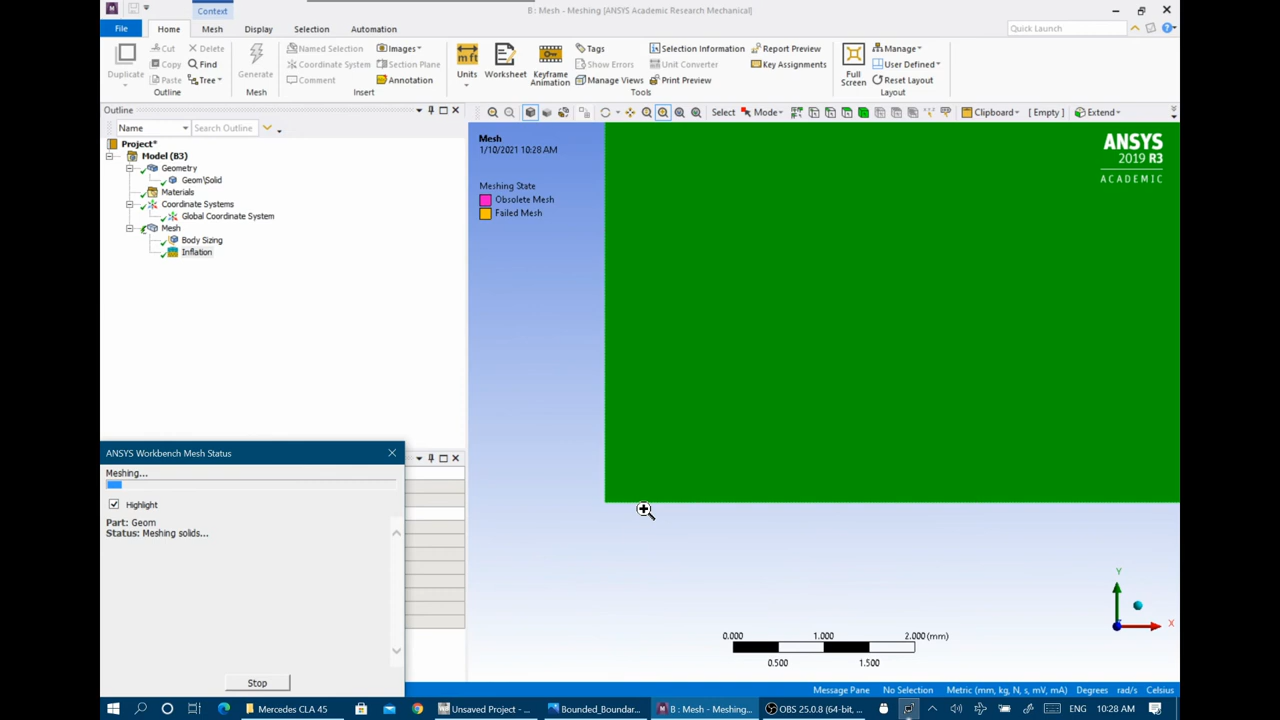 Context
B : Mesh - Meshing [ANSYS Academic Research Mechanical]
File Home Mesh Display Selection Automation Quick Launch
Duplicate Cut Copy Paste Delete Find Tree Outline
Generate Mesh
Named Selection Coordinate System Comment Images Section Plane Annotation Insert
Units Worksheet Keyframe Animation Tags Show Errors Manage Views Selection Information Unit Converter Print Preview Report Preview Key Assignments Tools
Full Screen Manage User Defined Reset Layout Layout
Outline
Name Search Outline
Select Mode Clipboard [ Empty ] Extend
Project*
Model (B3)
Geometry
Geom\Solid
Materials
Coordinate Systems
Global Coordinate System
Mesh
Body Sizing
Inflation
Mesh
1/10/2021 10:28 AM
Meshing State
Obsolete Mesh
Failed Mesh
ANSYS
2019 R3
ACADEMIC
ANSYS Workbench Mesh Status
Meshing...
Highlight
Part: Geom
Status: Meshing solids...
Stop
Y
X
0.000 1.000 2.000 (mm)
0.500 1.500
Message Pane No Selection Metric (mm, kg, N, s, mV, mA) Degrees rad/s Celsius
Mercedes CLA 45 Unsaved Project - ... Bounded_Boundar... B : Mesh - Meshing... OBS 25.0.8 (64-bit, ... 10:28 AM